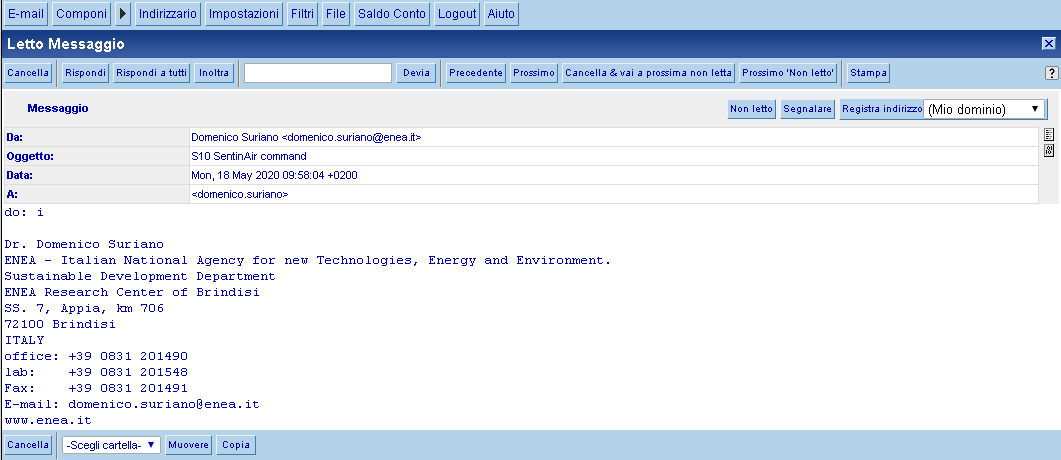 E-mail Componi Indirizzario Impostazioni Filtri File Saldo Conto Logout Aiuto
Letto Messaggio
Cancella Rispondi Rispondi a tutti Inoltra Devia Precedente Prossimo Cancella & vai a prossima non letta Prossimo 'Non letto' Stampa ?
Messaggio Non letto Segnalare Registra indirizzo (Mio dominio)
Da: Domenico Suriano <domenico.suriano@enea.it>
Oggetto: S10 SentinAir command
Data: Mon, 18 May 2020 09:58:04 +0200
A: <domenico.suriano>
do: i
Dr. Domenico Suriano
ENEA - Italian National Agency for new Technologies, Energy and Environment.
Sustainable Development Department
ENEA Research Center of Brindisi
SS. 7, Appia, km 706
72100 Brindisi
ITALY
office: +39 0831 201490
lab: +39 0831 201548
Fax: +39 0831 201491
E-mail: domenico.suriano@enea.it
www.enea.it
Cancella -Scegli cartella- Muovere Copia